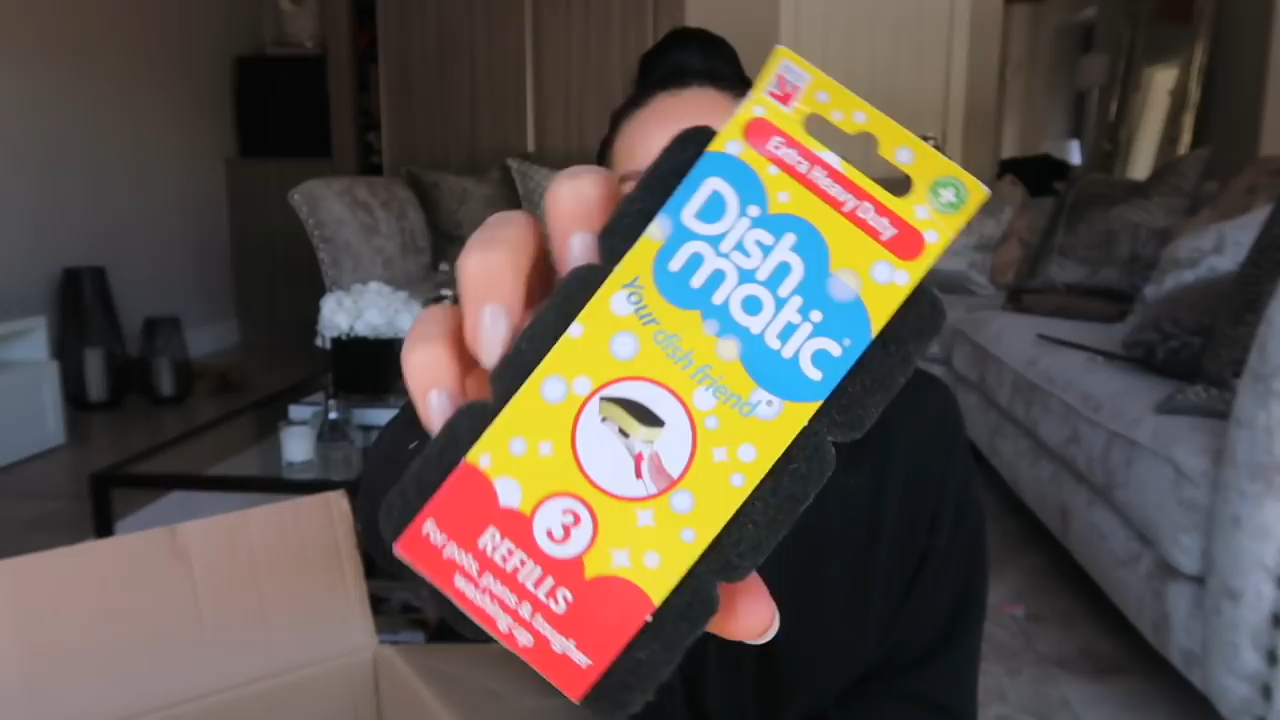 Extra Heavy Duty
Dish
matic
Your dish friend
3
REFILLS
For pots, pans & tougher
washing up